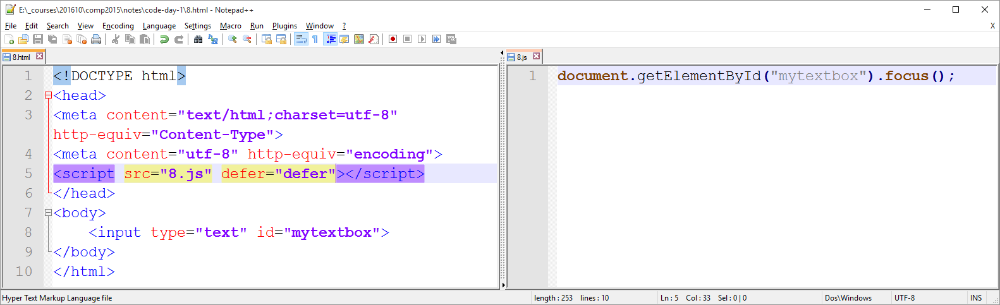 E:\_courses\201610\comp2015\notes\code-day-1\8.html - Notepad++
File Edit Search View Encoding Language Settings Macro Run Plugins Window ? X
8.html
1 <!DOCTYPE html>
2 <head>
3 <meta content="text/html;charset=utf-8"
http-equiv="Content-Type">
4 <meta content="utf-8" http-equiv="encoding">
5 <script src="8.js" defer="defer"></script>
6 </head>
7 <body>
8 <input type="text" id="mytextbox">
9 </body>
10 </html>
8.js
1 document.getElementById("mytextbox").focus();
Hyper Text Markup Language file length : 253 lines : 10 Ln : 5 Col : 33 Sel : 0 | 0 Dos\Windows UTF-8 INS